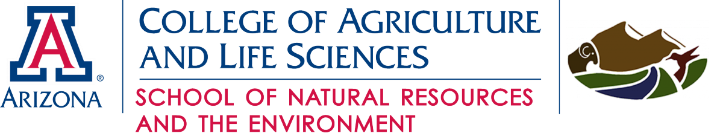 A
®
ARIZONA
COLLEGE OF AGRICULTURE
AND LIFE SCIENCES
SCHOOL OF NATURAL RESOURCES
AND THE ENVIRONMENT